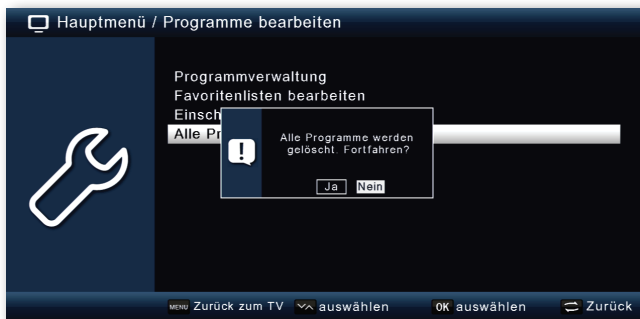 Hauptmenü / Programme bearbeiten
Programmverwaltung
Favoritenlisten bearbeiten
Einsch
Alle Pr
Alle Programme werden
gelöscht. Fortfahren?
Ja Nein
MENU Zurück zum TV auswählen OK auswählen Zurück